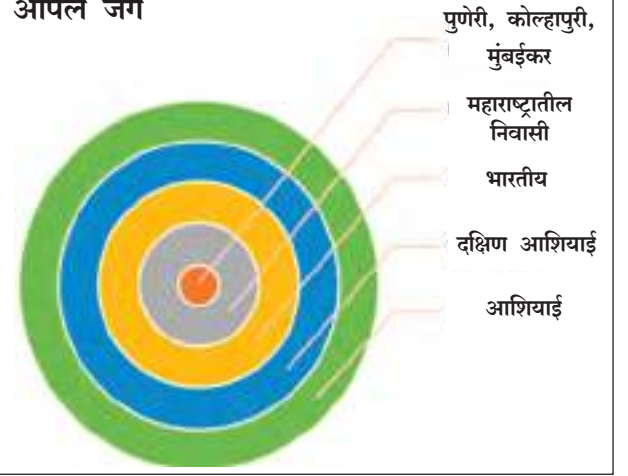 आपले जग
पुणेरी, कोल्हापुरी,
मुंबईकर
महाराष्ट्रातील
निवासी
भारतीय
दक्षिण आशियाई
आशियाई